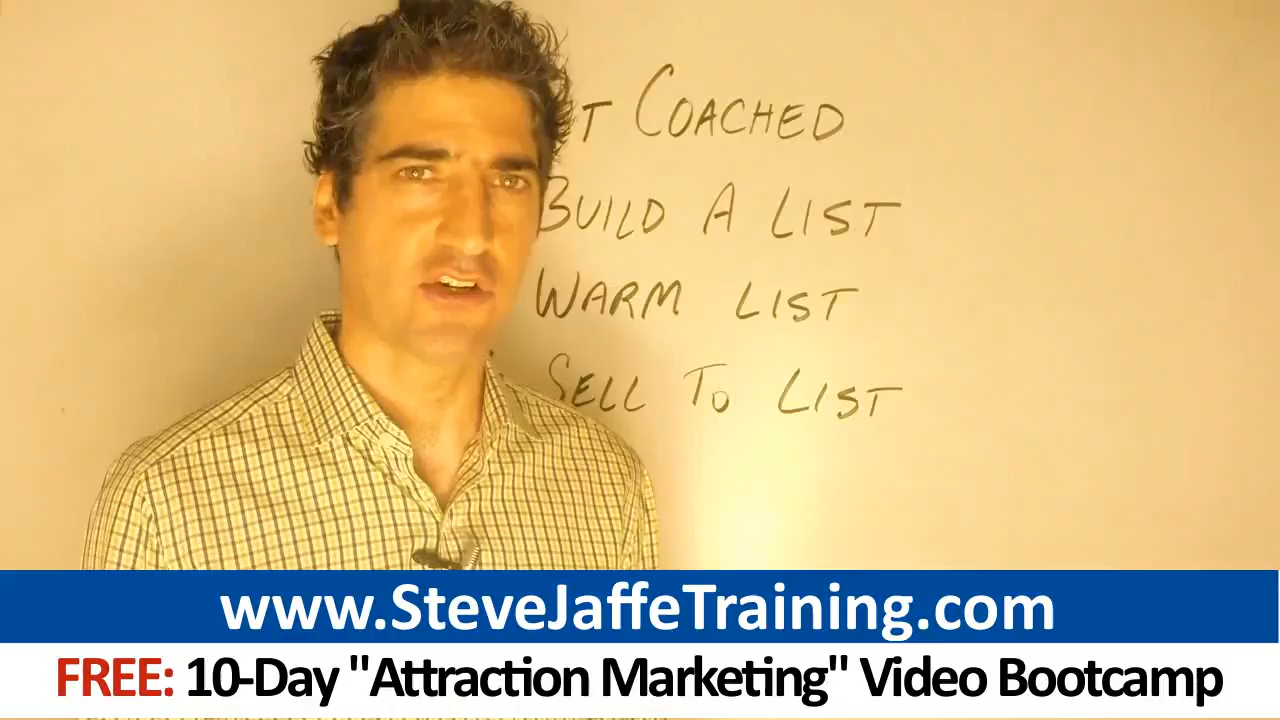 COACHED
BUILD A LIST
WARM LIST
SELL TO LIST
www.SteveJaffeTraining.com
FREE: 10-Day "Attraction Marketing" Video Bootcamp